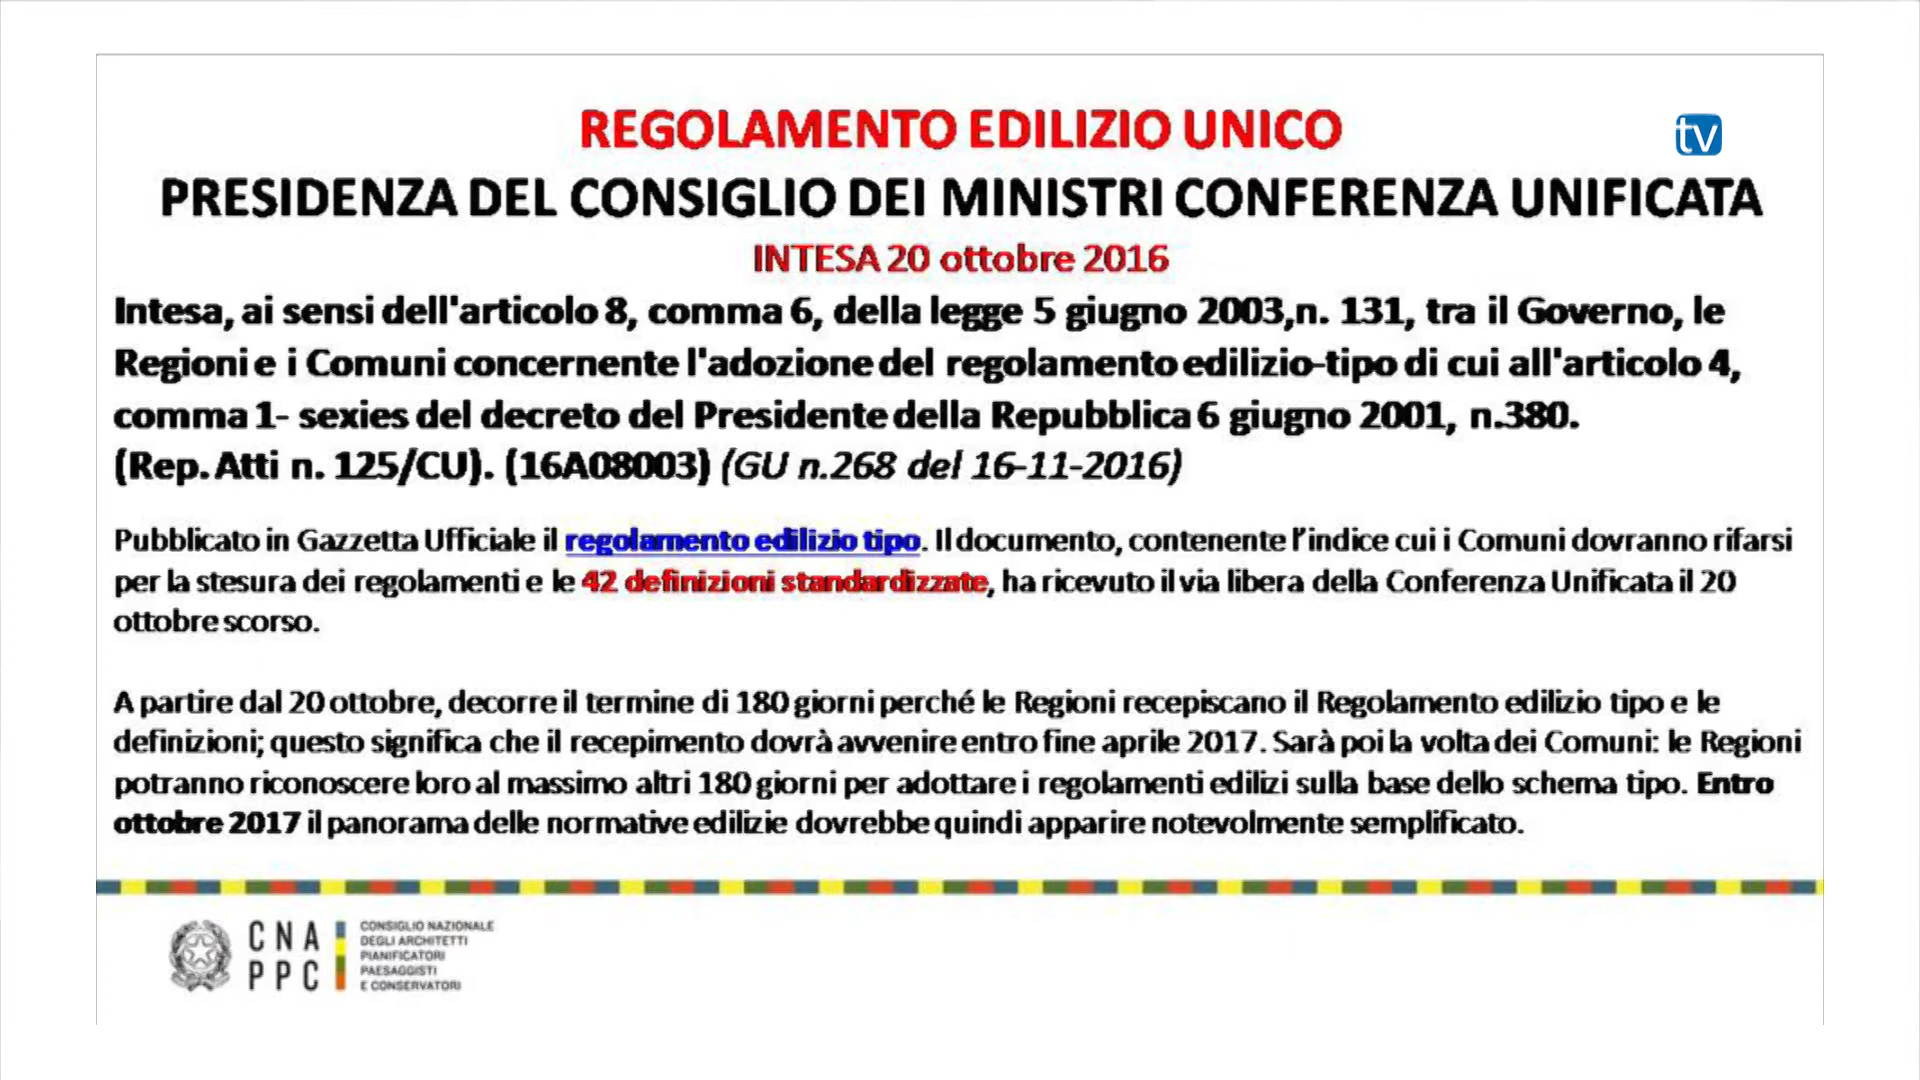 REGOLAMENTO EDILIZIO UNICO
tv
PRESIDENZA DEL CONSIGLIO DEI MINISTRI CONFERENZA UNIFICATA
INTESA 20 ottobre 2016
Intesa, ai sensi dell'articolo 8, comma 6, della legge 5 giugno 2003,n. 131, tra il Governo, le
Regioni e i Comuni concernente l'adozione del regolamento edilizio-tipo di cui all'articolo 4,
comma 1- sexies del decreto del Presidente della Repubblica 6 giugno 2001, n.380.
(Rep. Atti n. 125/CU). (16A08003) (GU n.268 del 16-11-2016)
Pubblicato in Gazzetta Ufficiale il regolamento edilizio tipo. Il documento, contenente l’indice cui i Comuni dovranno rifarsi
per la stesura dei regolamenti e le 42 definizioni standardizzate, ha ricevuto il via libera della Conferenza Unificata il 20
ottobre scorso.
A partire dal 20 ottobre, decorre il termine di 180 giorni perché le Regioni recepiscano il Regolamento edilizio tipo e le
definizioni; questo significa che il recepimento dovrà avvenire entro fine aprile 2017. Sarà poi la volta dei Comuni: le Regioni
potranno riconoscere loro al massimo altri 180 giorni per adottare i regolamenti edilizi sulla base dello schema tipo. Entro
ottobre 2017 il panorama delle normative edilizie dovrebbe quindi apparire notevolmente semplificato.
CNA
PPC
CONSIGLIO NAZIONALE
DEGLI ARCHITETTI
PIANIFICATORI
PAESAGGISTI
E CONSERVATORI